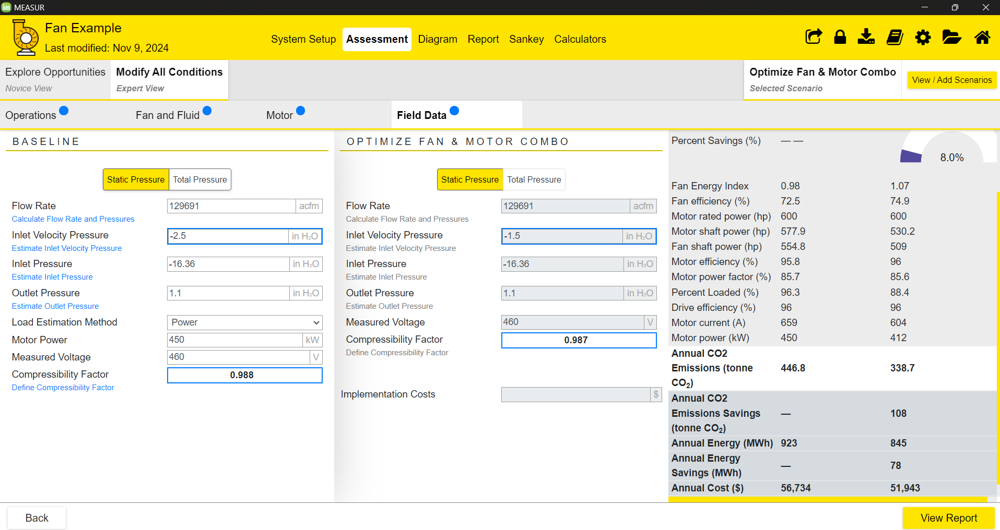 MEASUR
Fan Example
Last modified: Nov 9, 2024
System Setup Assessment Diagram Report Sankey Calculators
Explore Opportunities
Novice View
Modify All Conditions
Expert View
Optimize Fan & Motor Combo
Selected Scenario
View / Add Scenarios
Operations Fan and Fluid Motor Field Data
BASELINE
Static Pressure Total Pressure
Flow Rate 129691 acfm
Calculate Flow Rate and Pressures
Inlet Velocity Pressure -2.5 in H₂O
Estimate Inlet Velocity Pressure
Inlet Pressure -16.36 in H₂O
Estimate Inlet Pressure
Outlet Pressure 1.1 in H₂O
Estimate Outlet Pressure
Load Estimation Method Power
Motor Power 450 kW
Measured Voltage 460 V
Compressibility Factor 0.988
Define Compressibility Factor
OPTIMIZE FAN & MOTOR COMBO
Static Pressure Total Pressure
Flow Rate 129691 acfm
Calculate Flow Rate and Pressures
Inlet Velocity Pressure -1.5 in H₂O
Estimate Inlet Velocity Pressure
Inlet Pressure -16.36 in H₂O
Estimate Inlet Pressure
Outlet Pressure 1.1 in H₂O
Estimate Outlet Pressure
Measured Voltage 460 V
Compressibility Factor 0.987
Define Compressibility Factor
Implementation Costs $
Percent Savings (%) — — 8.0%
Fan Energy Index 0.98 1.07
Fan efficiency (%) 72.5 74.9
Motor rated power (hp) 600 600
Motor shaft power (hp) 577.9 530.2
Fan shaft power (hp) 554.8 509
Motor efficiency (%) 95.8 96
Motor power factor (%) 85.7 85.6
Percent Loaded (%) 96.3 88.4
Drive efficiency (%) 96 96
Motor current (A) 659 604
Motor power (kW) 450 412
Annual CO2
Emissions (tonne 446.8 338.7
CO₂)
Annual CO2
Emissions Savings — 108
(tonne CO₂)
Annual Energy (MWh) 923 845
Annual Energy
Savings (MWh) — 78
Annual Cost ($) 56,734 51,943
Back
View Report